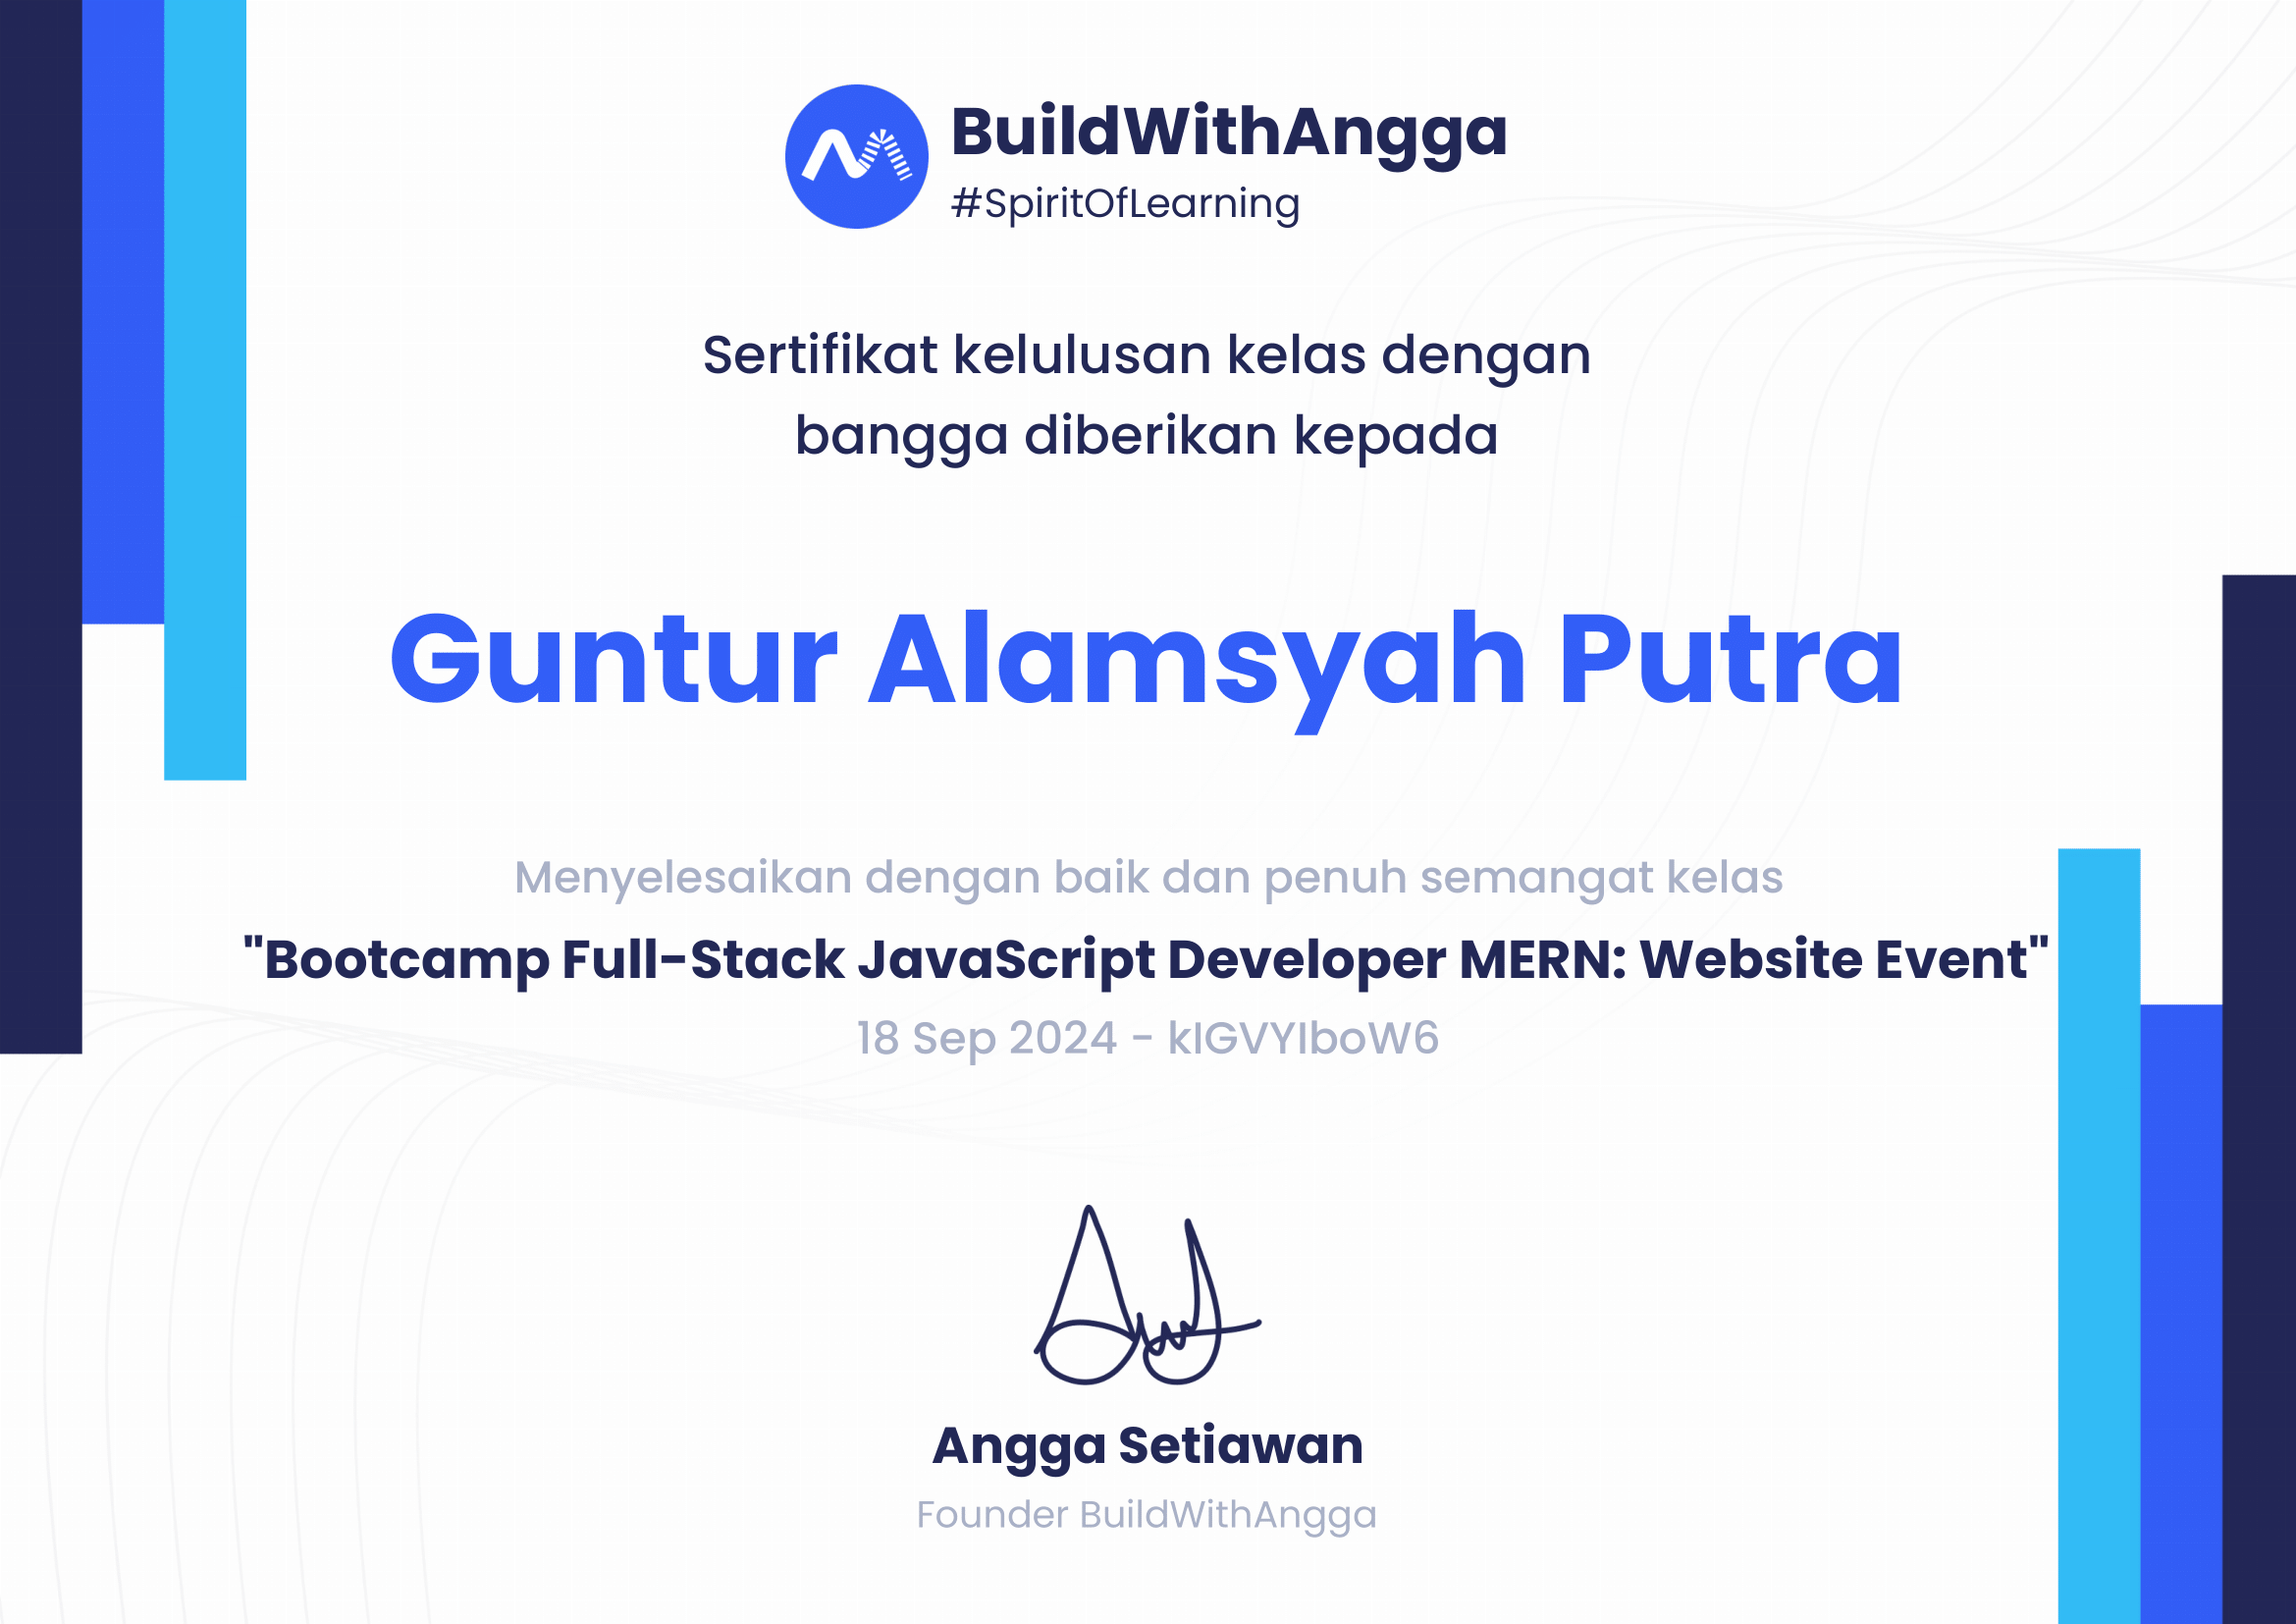 BuildWithAngga
#SpiritOfLearning
Sertifikat kelulusan kelas dengan
bangga diberikan kepada
Guntur Alamsyah Putra
Menyelesaikan dengan baik dan penuh semangat kelas
"Bootcamp Full-Stack JavaScript Developer MERN: Website Event"
18 Sep 2024 - kIGVYIboW6
Angga Setiawan
Founder BuildWithAngga